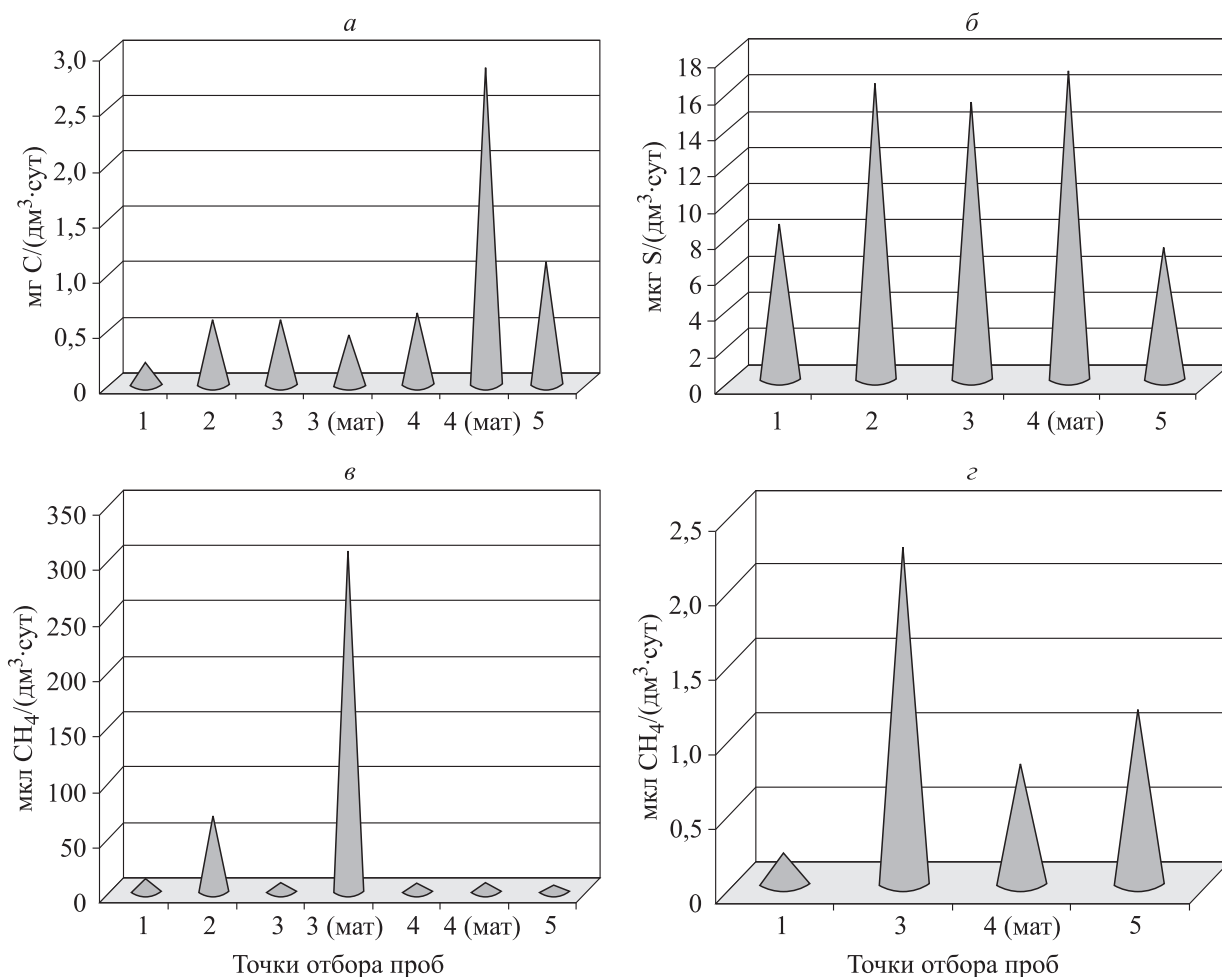 а
мг C/(дм³·сут)
3,0
2,5
2,0
1,5
1,0
0,5
0
1 2 3 3 (мат) 4 4 (мат) 5
б
мкг S/(дм³·сут)
18
16
14
12
10
8
6
4
2
0
1 2 3 4 (мат) 5
в
мкл CH₄/(дм³·сут)
350
300
250
200
150
100
50
0
1 2 3 3 (мат) 4 4 (мат) 5
Точки отбора проб
г
мкл CH₄/(дм³·сут)
2,5
2,0
1,5
1,0
0,5
0
1 3 4 (мат) 5
Точки отбора проб